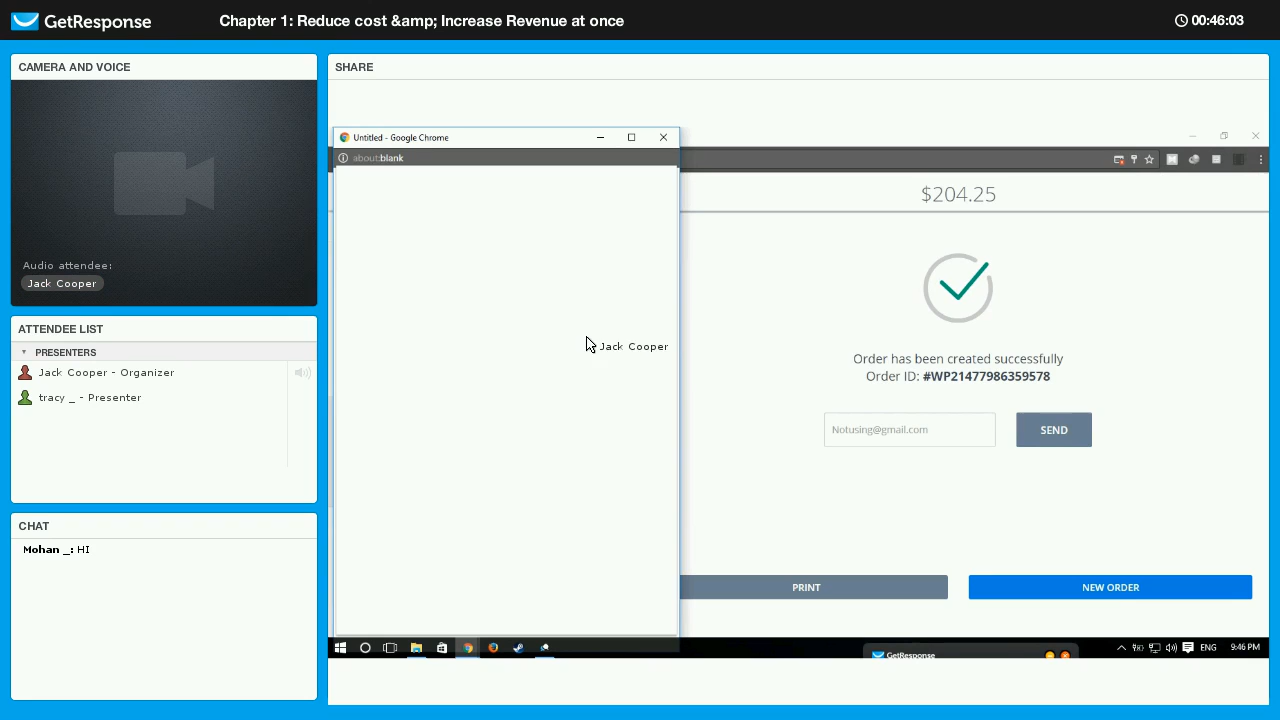 GetResponse
Chapter 1: Reduce cost &amp; Increase Revenue at once
00:46:03
CAMERA AND VOICE
Audio attendee:
Jack Cooper
ATTENDEE LIST
PRESENTERS
Jack Cooper - Organizer
tracy _ - Presenter
CHAT
Mohan _: HI
SHARE
Untitled - Google Chrome
about:blank
Jack Cooper
$204.25
Order has been created successfully
Order ID: #WP21477986359578
Notusing@gmail.com
SEND
PRINT
NEW ORDER
GetResponse
ENG
9:46 PM